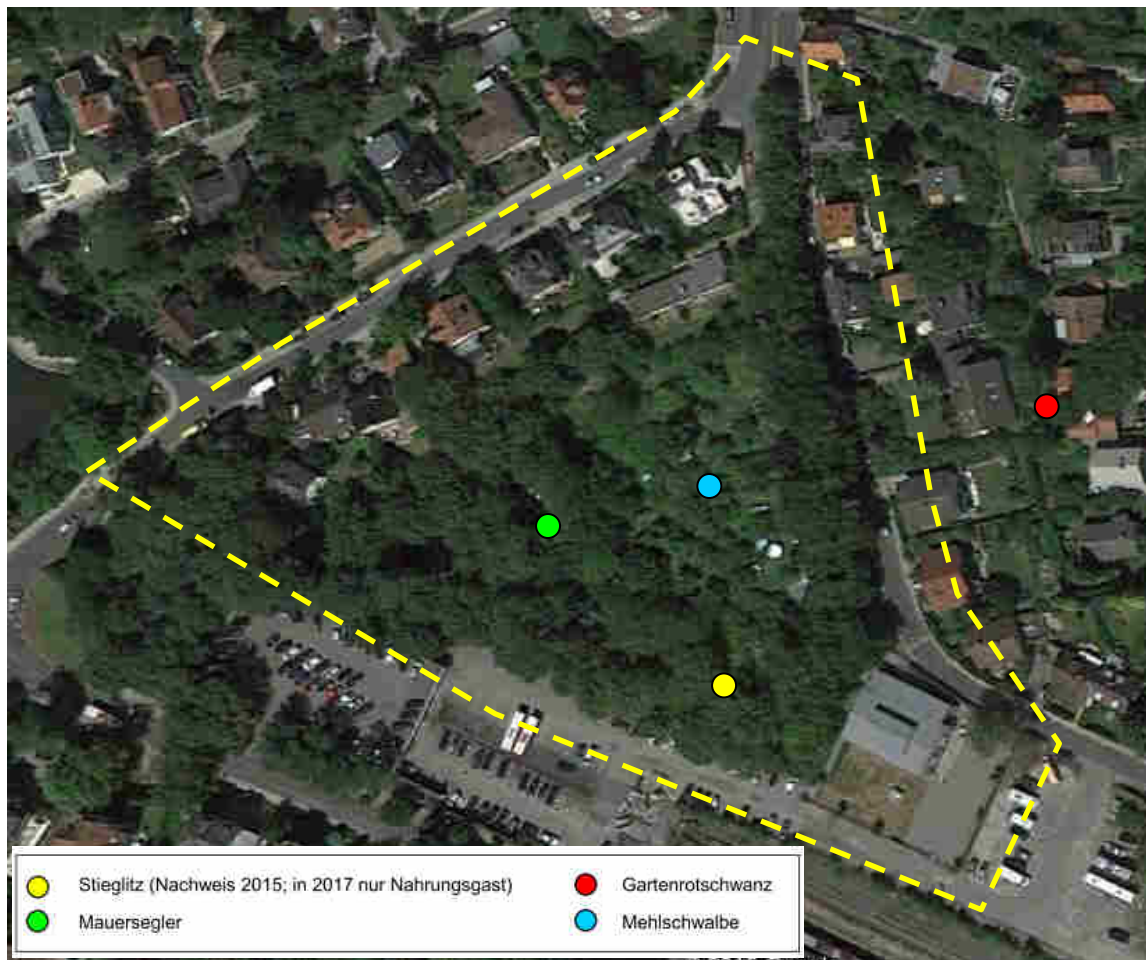 Stieglitz (Nachweis 2015; in 2017 nur Nahrungsgast)
Gartenrotschwanz
Mauersegler
Mehlschwalbe